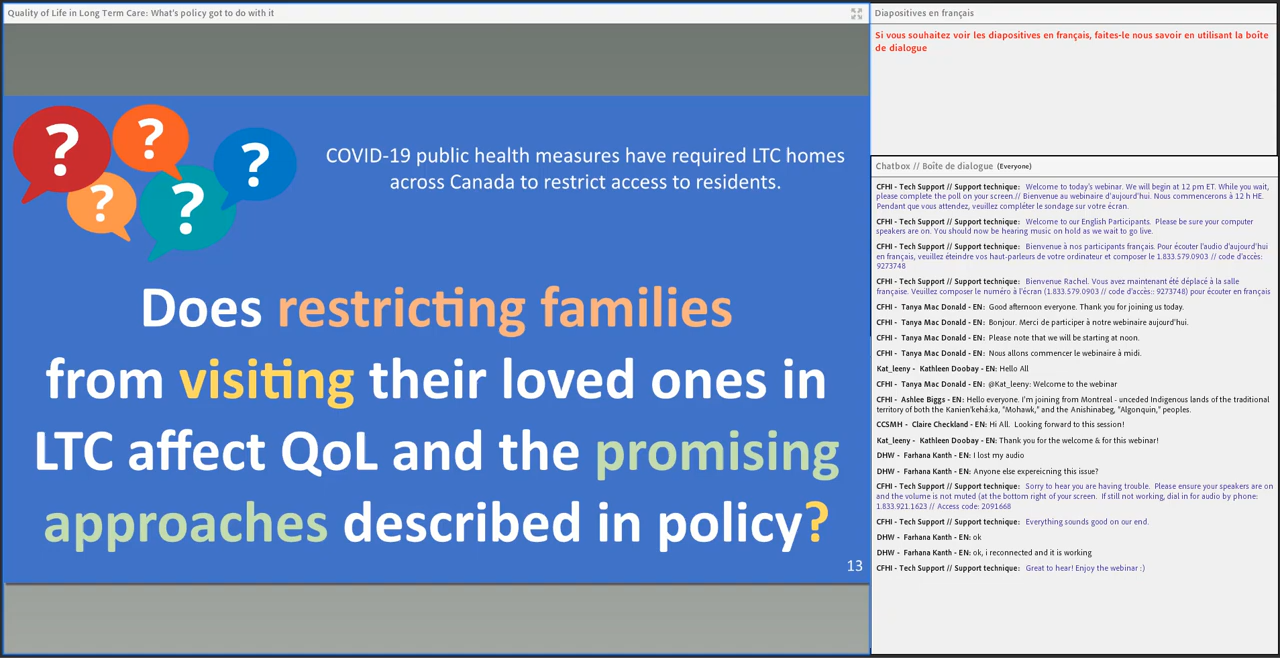 Quality of Life in Long Term Care: What's policy got to do with it
? ? ? ? ?
COVID-19 public health measures have required LTC homes
across Canada to restrict access to residents.
Does restricting families
from visiting their loved ones in
LTC affect QoL and the promising
approaches described in policy?
13
Diapositives en français
Si vous souhaitez voir les diapositives en français, faites-le nous savoir en utilisant la boîte
de dialogue
Chatbox // Boîte de dialogue (Everyone)
CFHI - Tech Support // Support technique: Welcome to today's webinar. We will begin at 12 pm ET. While you wait,
please complete the poll on your screen.// Bienvenue au webinaire d'aujourd'hui. Nous commencerons à 12 h HE.
Pendant que vous attendez, veuillez compléter le sondage sur votre écran.
CFHI - Tech Support // Support technique: Welcome to our English Participants. Please be sure your computer
speakers are on. You should now be hearing music on hold as we wait to go live.
CFHI - Tech Support // Support technique: Bienvenue à nos participants français. Pour écouter l'audio d'aujourd'hui
en français, veuillez éteindre vos haut-parleurs de votre ordinateur et composer le 1.833.579.0903 // code d'accès:
9273748
CFHI - Tech Support // Support technique: Bienvenue Rachel. Vous avez maintenant été déplacé à la salle
française. Veuillez composer le numéro à l'écran (1.833.579.0903 // code d'accès:: 9273748) pour écouter en français
CFHI - Tanya Mac Donald - EN: Good afternoon everyone. Thank you for joining us today.
CFHI - Tanya Mac Donald - EN: Bonjour. Merci de participer à notre webinaire aujourd'hui.
CFHI - Tanya Mac Donald - EN: Please note that we will be starting at noon.
CFHI - Tanya Mac Donald - EN: Nous allons commencer le webinaire à midi.
Kat_leeny - Kathleen Doobay - EN: Hello All
CFHI - Tanya Mac Donald - EN: @Kat_leeny: Welcome to the webinar
CFHI - Ashlee Biggs - EN: Hello everyone. I'm joining from Montreal - unceded Indigenous lands of the traditional
territory of both the Kanien'kehá:ka, "Mohawk," and the Anishinabeg, "Algonquin," peoples.
CCSMH - Claire Checkland - EN: Hi All. Looking forward to this session!
Kat_leeny - Kathleen Doobay - EN: Thank you for the welcome & for this webinar!
DHW - Farhana Kanth - EN: I lost my audio
DHW - Farhana Kanth - EN: Anyone else expereicning this issue?
CFHI - Tech Support // Support technique: Sorry to hear you are having trouble. Please ensure your speakers are on
and the volume is not muted (at the bottom right of your screen. If still not working, dial in for audio by phone:
1.833.921.1623 // Access code: 2091668
CFHI - Tech Support // Support technique: Everything sounds good on our end.
DHW - Farhana Kanth - EN: ok
DHW - Farhana Kanth - EN: ok, i reconnected and it is working
CFHI - Tech Support // Support technique: Great to hear! Enjoy the webinar :)